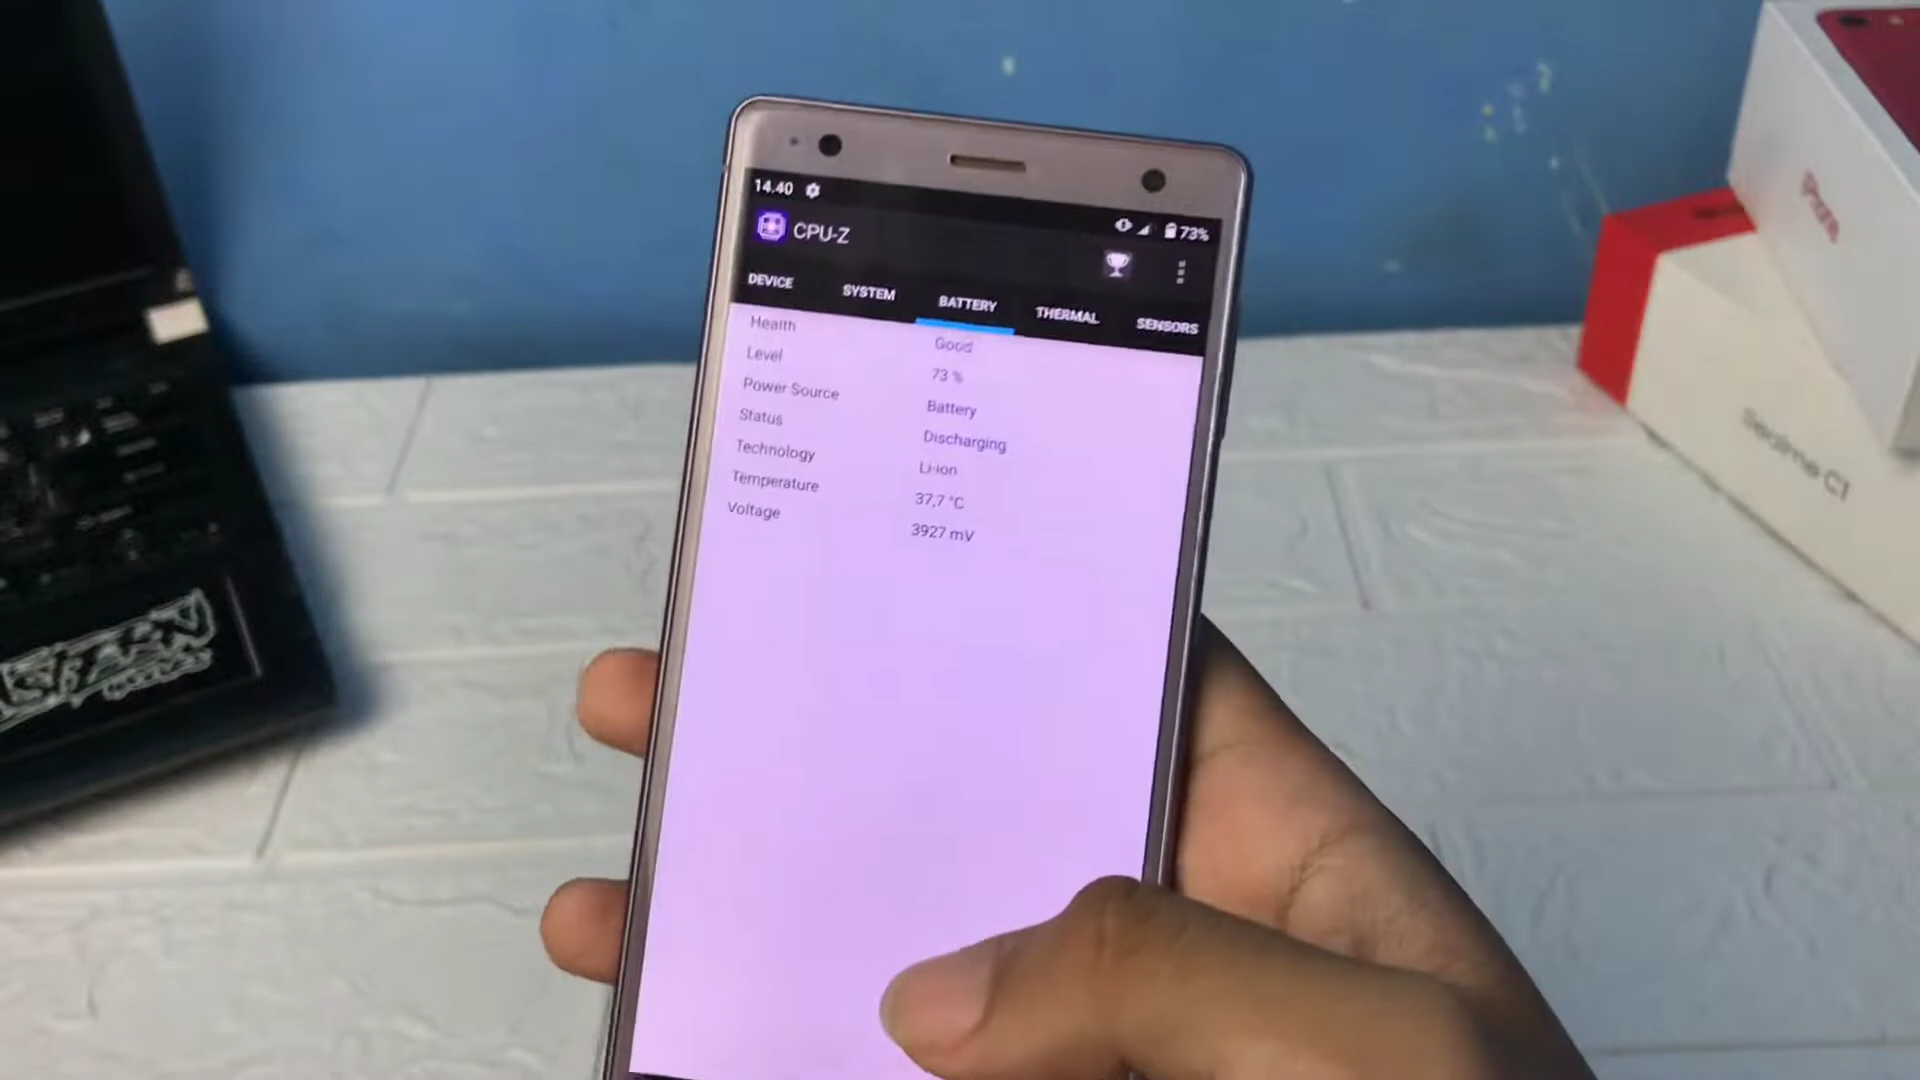 14.40
73%
CPU-Z
DEVICE SYSTEM BATTERY THERMAL SENSORS
Health Good
Level 73 %
Power Source Battery
Status Discharging
Technology Li-ion
Temperature 37,7 °C
Voltage 3927 mV
iPhone
realme C1